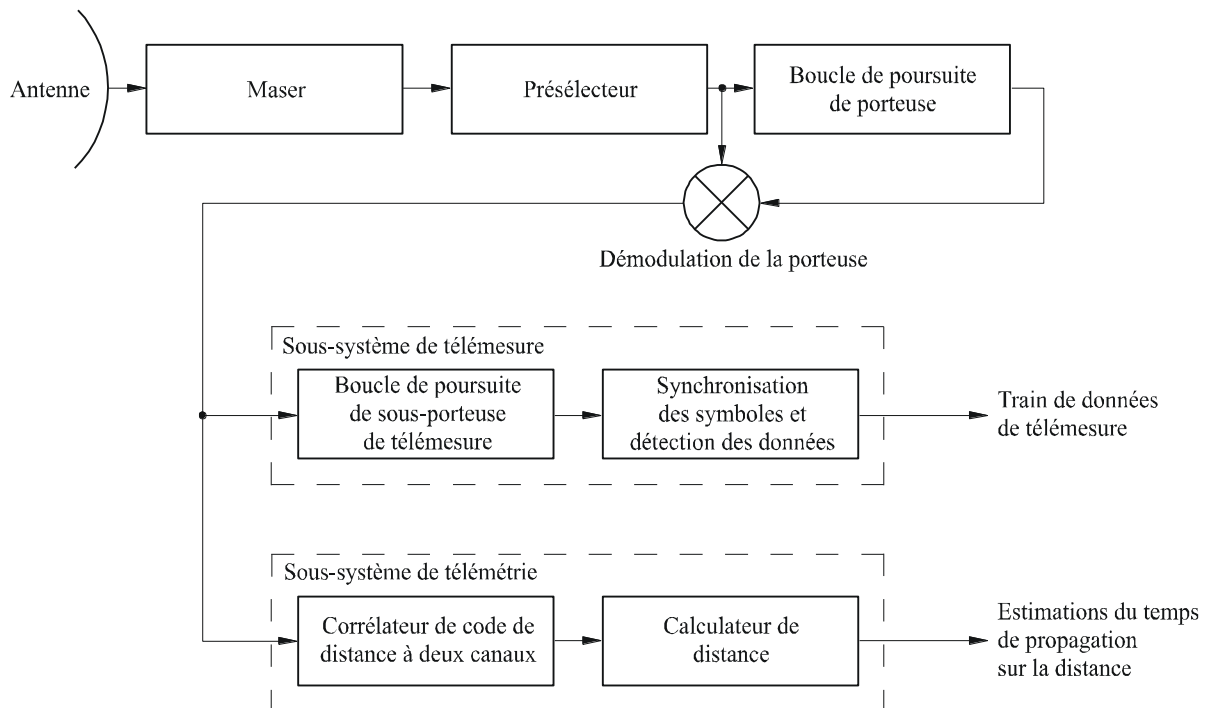 Antenne
Maser
Présélecteur
Boucle de poursuite
de porteuse
Démodulation de la porteuse
Sous-système de télémesure
Boucle de poursuite
de sous-porteuse
de télémesure
Synchronisation
des symboles et
détection des données
Train de données
de télémesure
Sous-système de télémétrie
Corrélateur de code de
distance à deux canaux
Calculateur de
distance
Estimations du temps
de propagation
sur la distance